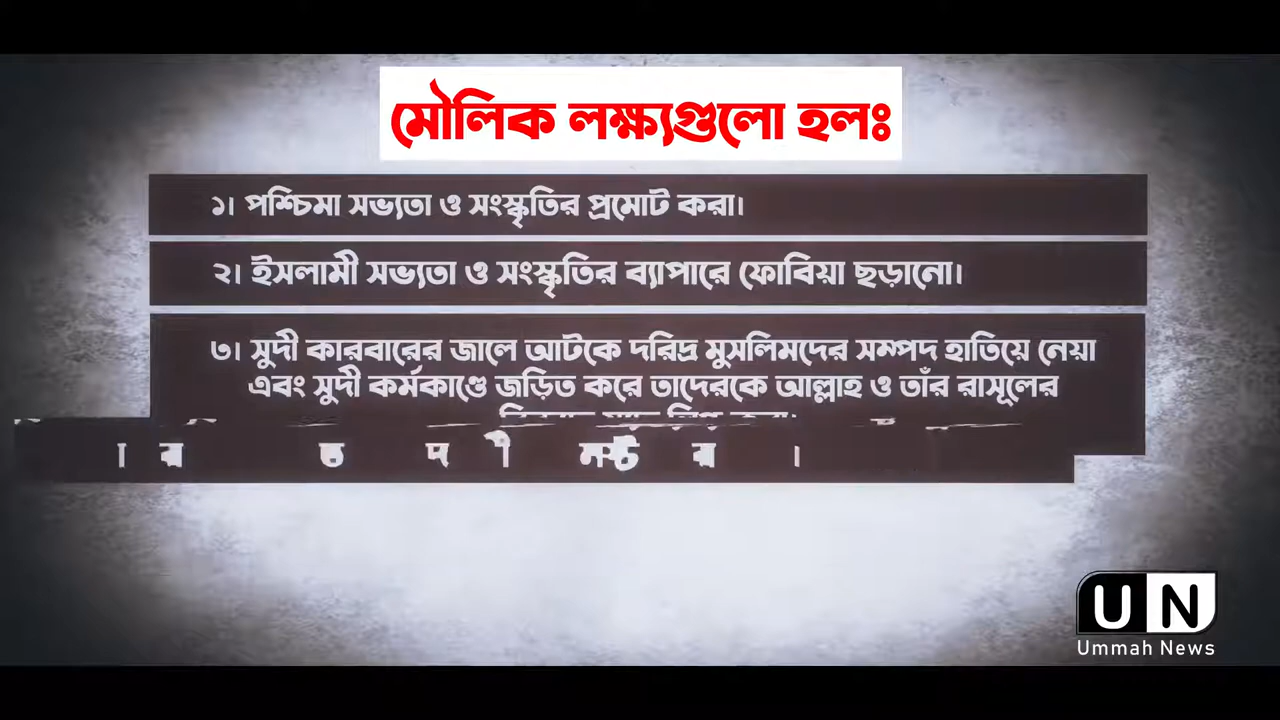 মৌলিক লক্ষ্যগুলো হলঃ
১। পশ্চিমা সভ্যতা ও সংস্কৃতির প্রমোট করা।
২। ইসলামী সভ্যতা ও সংস্কৃতির ব্যাপারে ফোবিয়া ছড়ানো।
৩। সুদী কারবারের জালে আটকে দরিদ্র মুসলিমদের সম্পদ হাতিয়ে নেয়া
এবং সুদী কর্মকাণ্ডে জড়িত করে তাদেরকে আল্লাহ ও তাঁর রাসূলের
UN
Ummah News